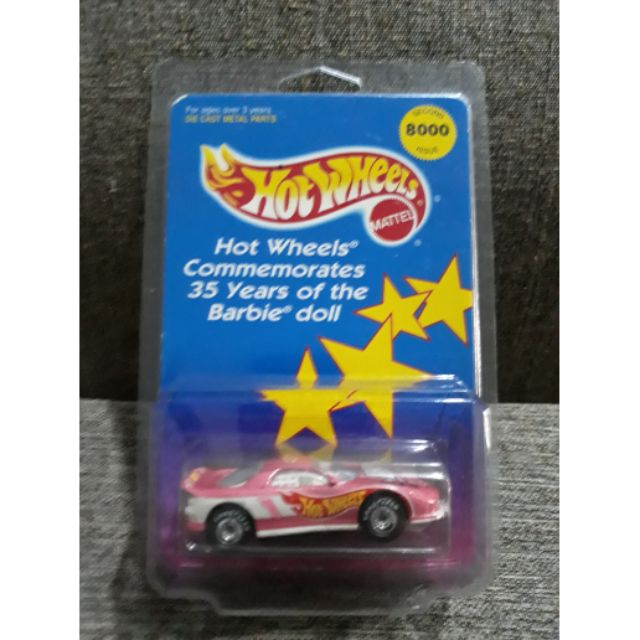 For ages over 3 years
DIE CAST METAL PARTS
SECOND
8000
ISSUE
HOT WHEELS
MATTEL
Hot Wheels®
Commemorates
35 Years of the
Barbie® doll
HOT WHEELS